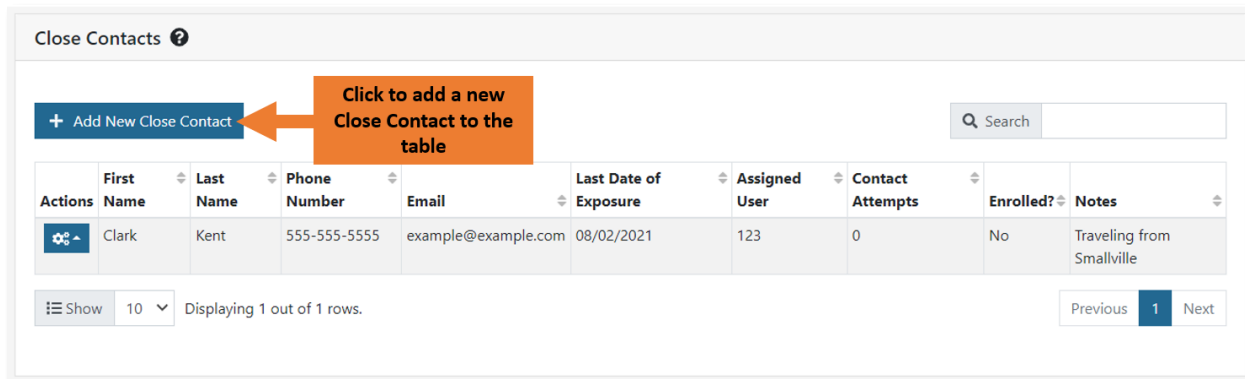 Close Contacts ?
+ Add New Close Contact
Click to add a new
Close Contact to the
table
Search
Actions First Name Last Name Phone Number Email Last Date of Exposure Assigned User Contact Attempts Enrolled? Notes
Clark Kent 555-555-5555 example@example.com 08/02/2021 123 0 No Traveling from
Smallville
Show 10 Displaying 1 out of 1 rows. Previous 1 Next